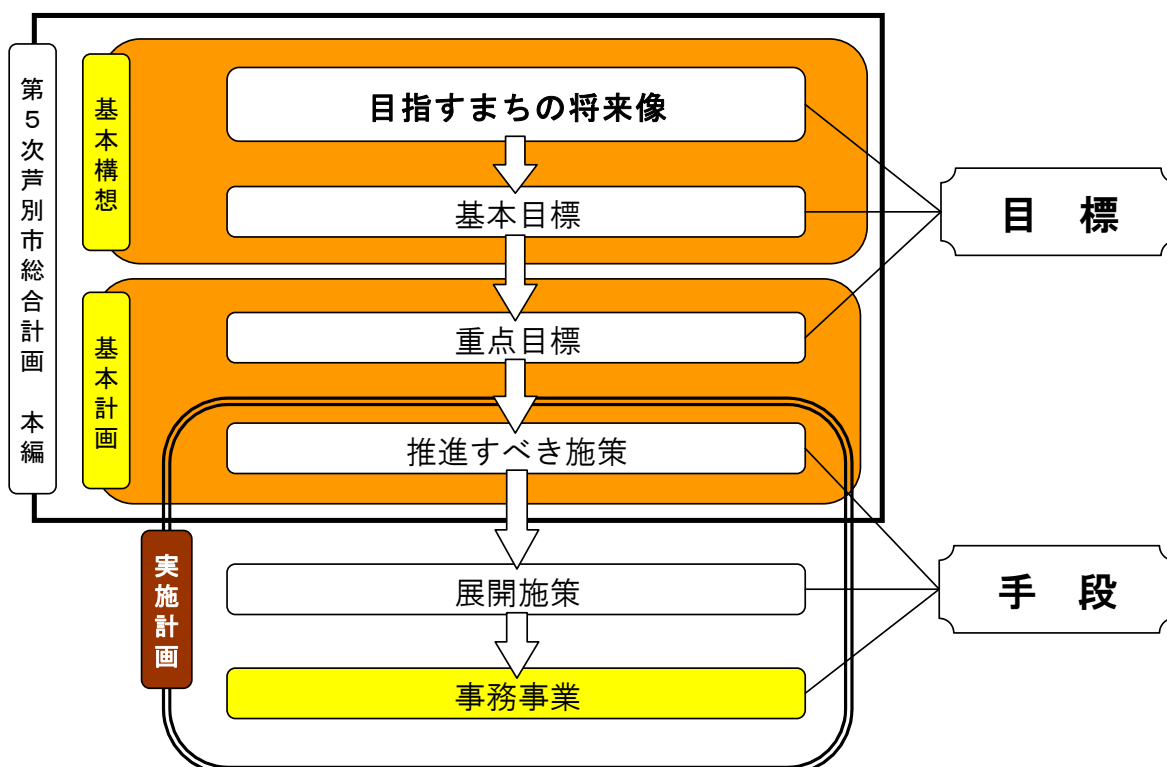 第５次芦別市総合計画　本編
基本構想
目指すまちの将来像
基本目標
目　標
基本計画
重点目標
推進すべき施策
実施計画
展開施策
手　段
事務事業